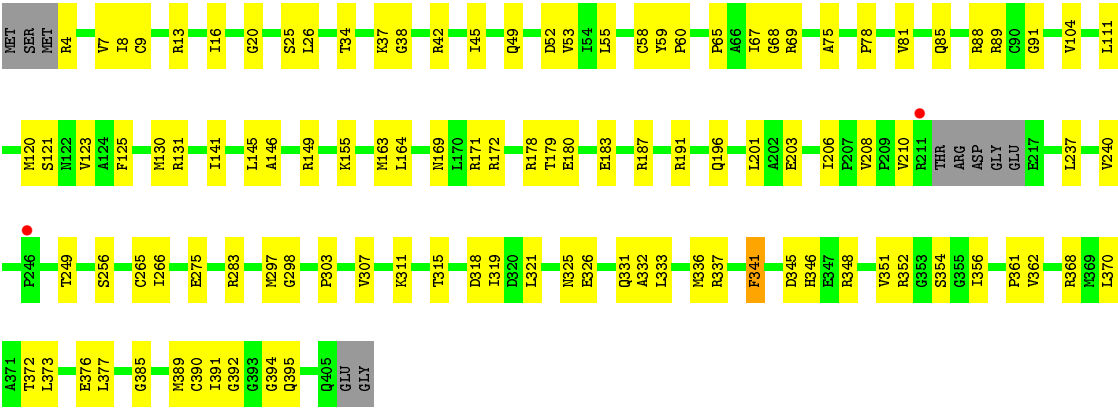 MET SER MET R4 V7 I8 C9 R13 I16 G20 S25 L26 T34 K37 G38 R42 I45 Q49 D52 V53 I54 L55 C58 Y59 P60 P65 A66 I67 G68 R69 A75 P78 V81 Q85 R88 R89 C90 G91 V104 L111
M120 S121 N122 V123 A124 F125 M130 R131 I141 L145 A146 R149 K155 M163 L164 N169 L170 R171 R172 R178 T179 E180 E183 R187 R191 Q196 L201 A202 E203 I206 P207 V208 P209 V210 R211 THR ARG ASP GLY GLU E217 L237 V240
P246 T249 S256 C265 I266 E275 R283 M297 G298 P303 V307 K311 T315 D318 I319 D320 L321 N325 E326 Q331 A332 L333 M336 R337 F341 D345 H346 E347 R348 V351 R352 G353 S354 G355 I356 P361 V362 R368 M369 L370
A371 T372 L373 E376 L377 G385 M389 C390 I391 G392 G393 G394 Q395 Q405 GLU GLY